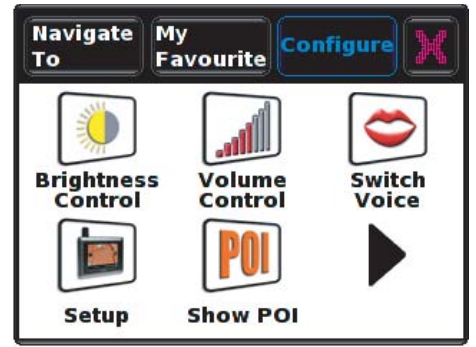 Navigate To
My Favourite
Configure
Brightness Control
Volume Control
Switch Voice
POI
Setup
Show POI